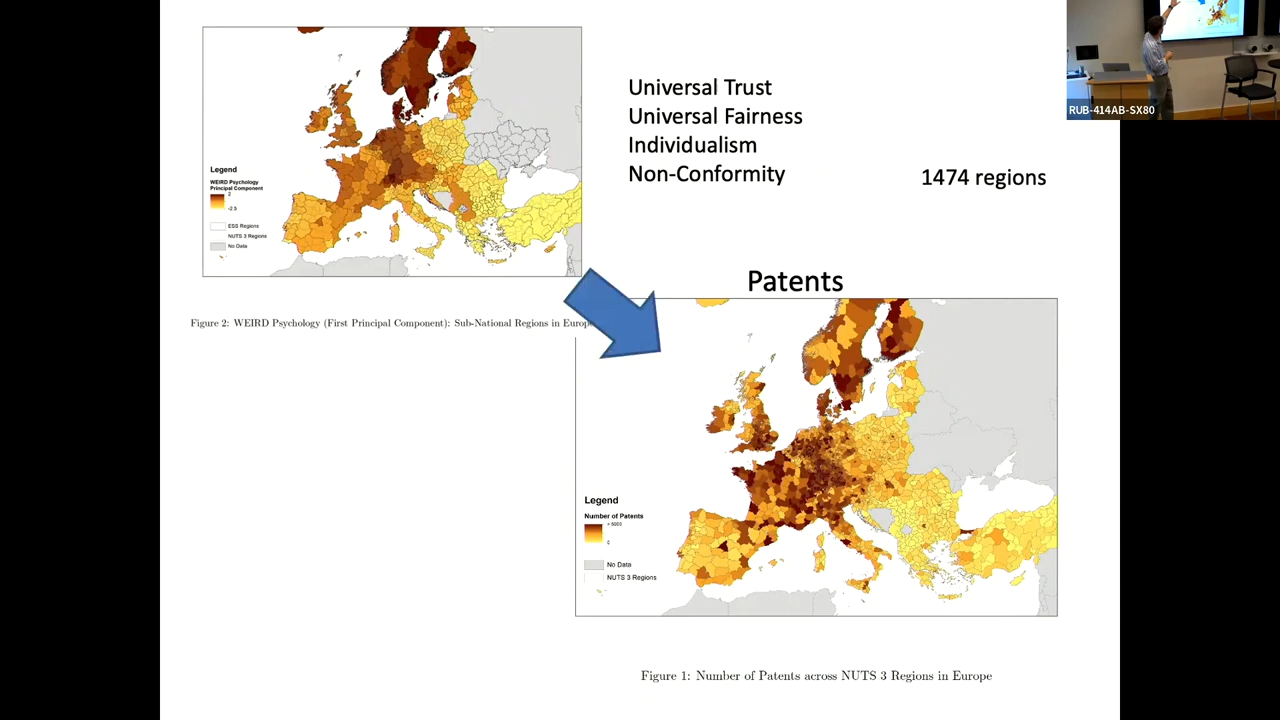 Universal Trust
Universal Fairness
Individualism
Non-Conformity
1474 regions
RUB-414AB-SX80
Legend
WEIRD Psychology
Principal Component
2
-2.5
ESS Regions
NUTS 3 Regions
No Data
Figure 2: WEIRD Psychology (First Principal Component): Sub-National Regions in Europe
Patents
Legend
Number of Patents
> 5000
0
No Data
NUTS 3 Regions
Figure 1: Number of Patents across NUTS 3 Regions in Europe